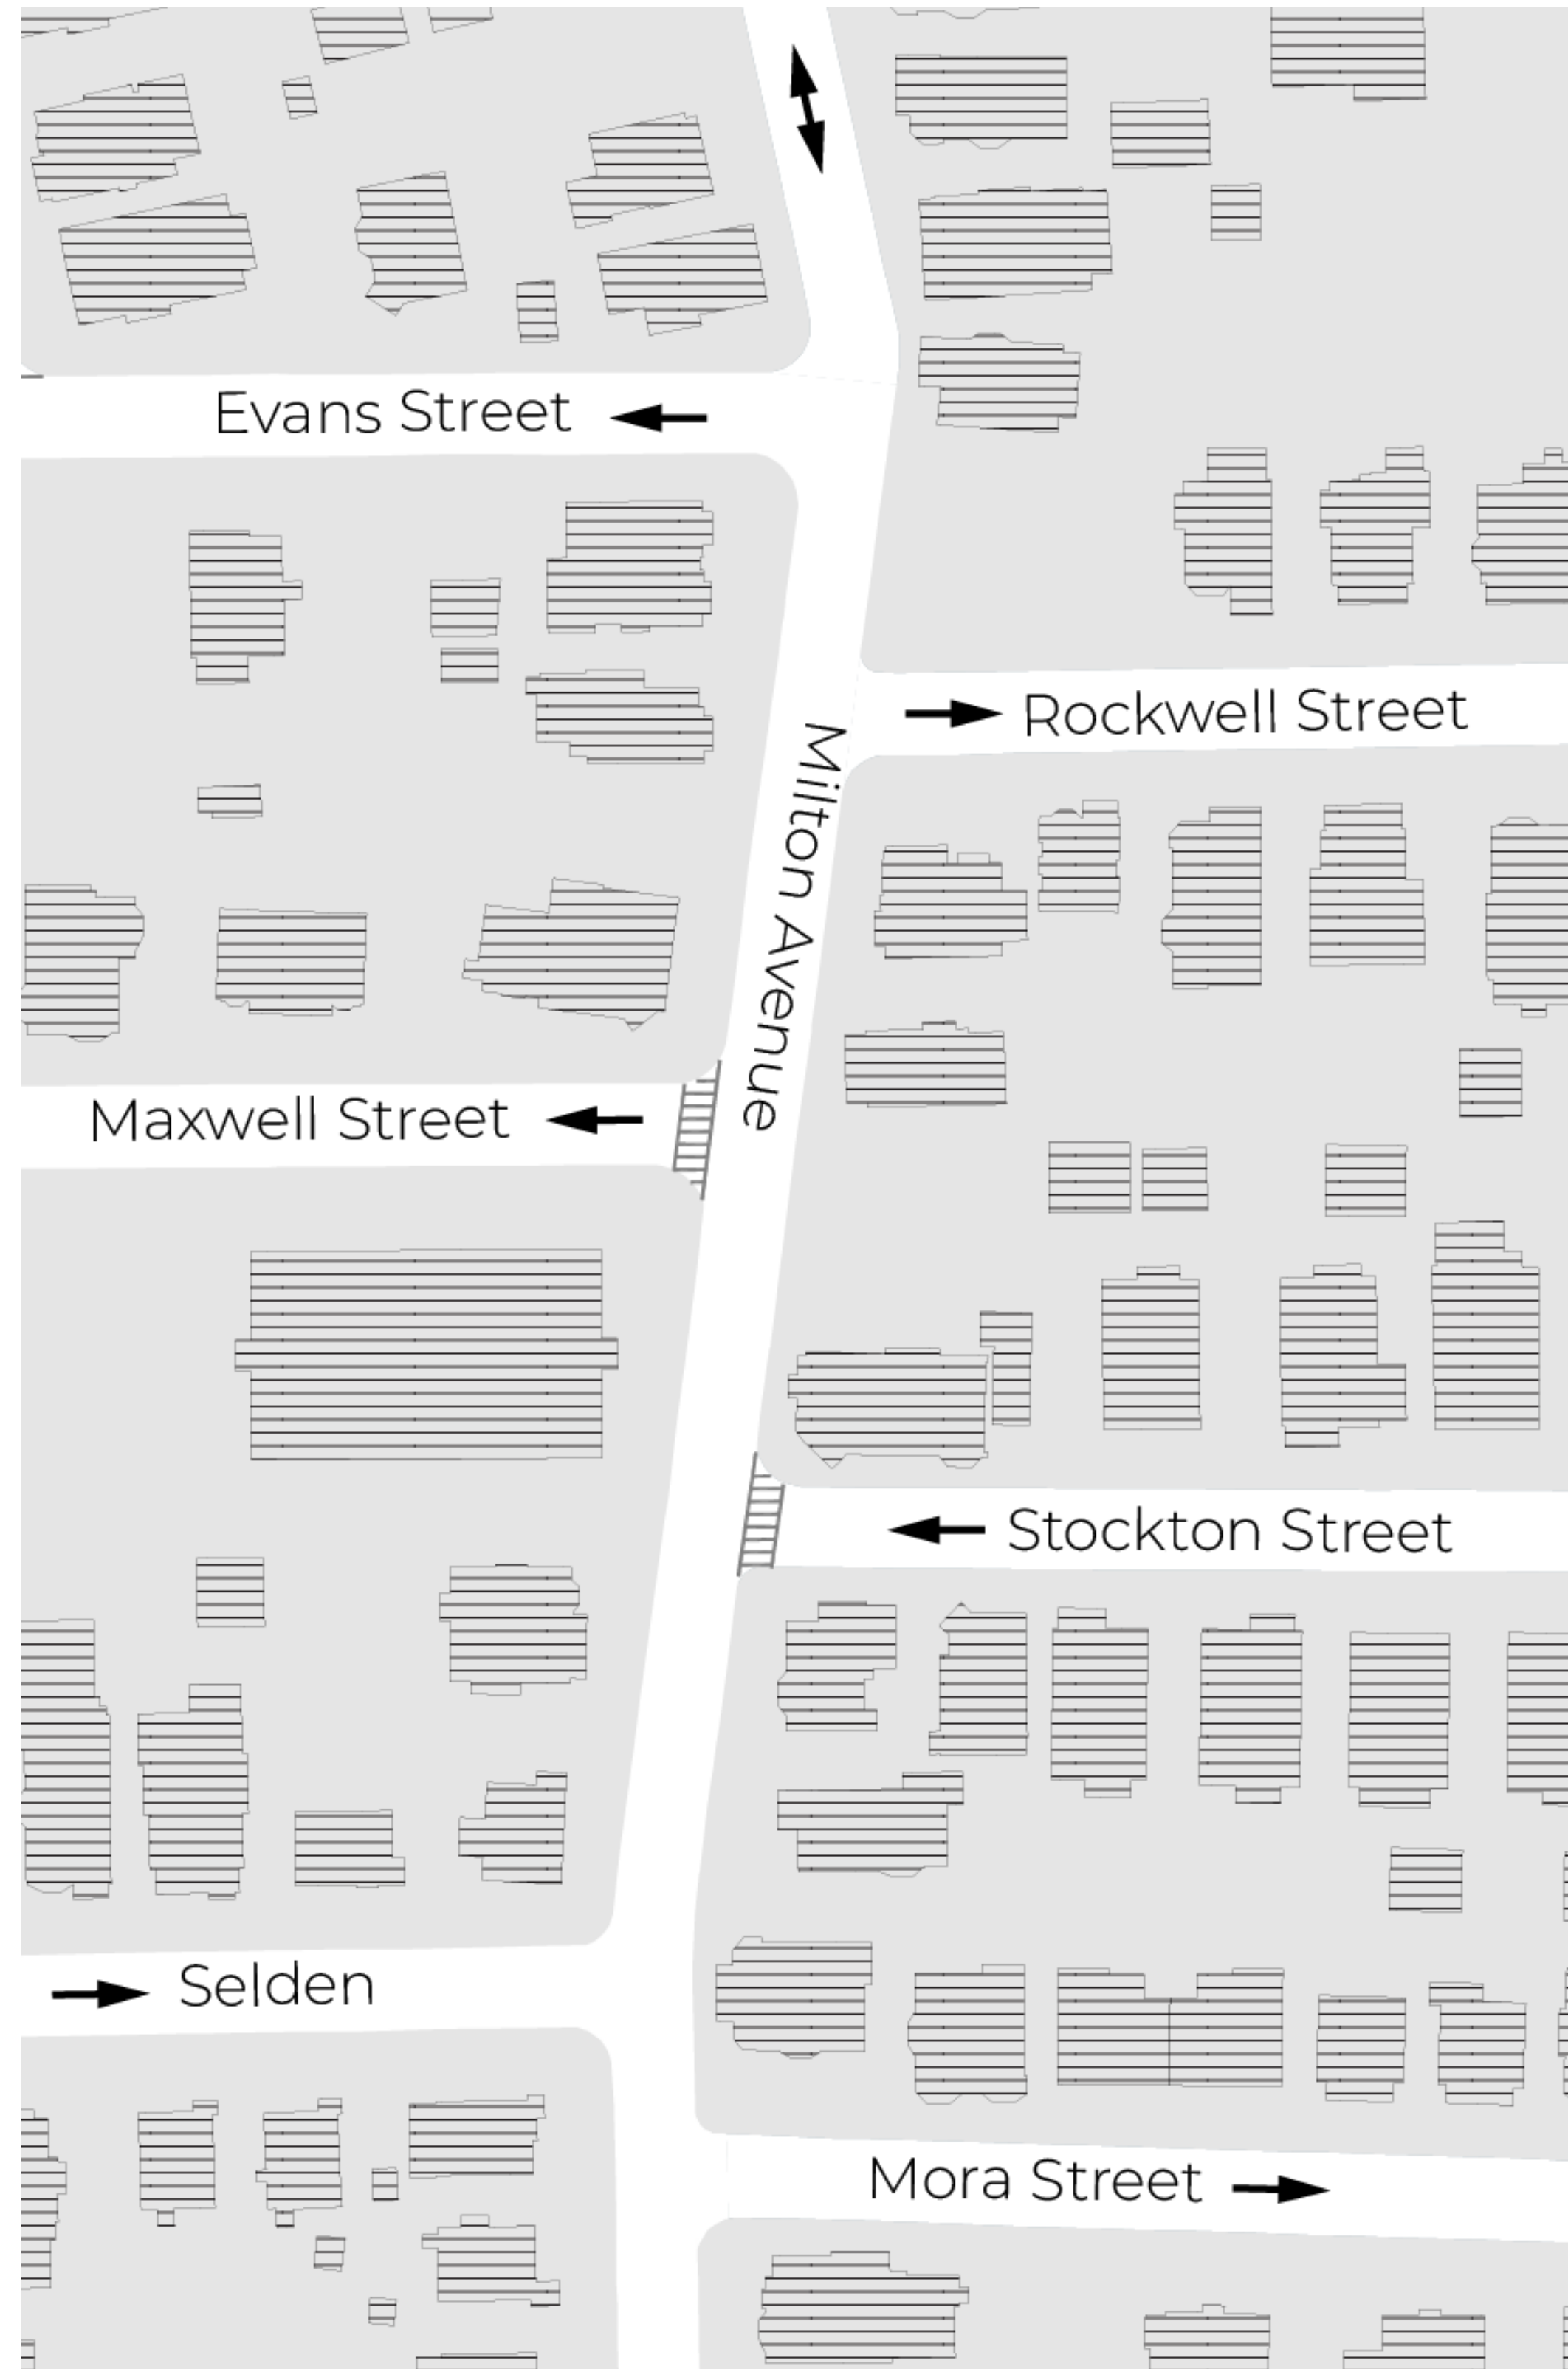 Evans Street
Rockwell Street
Milton Avenue
Maxwell Street
Stockton Street
Selden
Mora Street